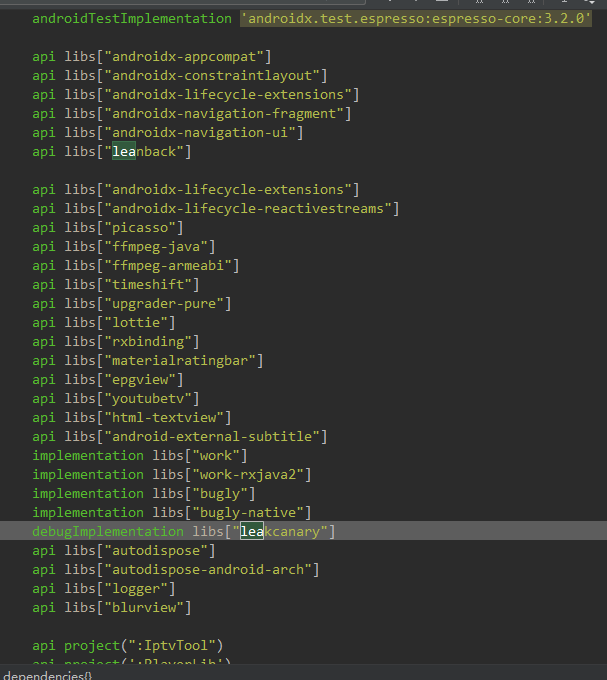 androidTestImplementation 'androidx.test.espresso:espresso-core:3.2.0'
api libs["androidx-appcompat"]
api libs["androidx-constraintlayout"]
api libs["androidx-lifecycle-extensions"]
api libs["androidx-navigation-fragment"]
api libs["androidx-navigation-ui"]
api libs["leanback"]
api libs["androidx-lifecycle-extensions"]
api libs["androidx-lifecycle-reactivestreams"]
api libs["picasso"]
api libs["ffmpeg-java"]
api libs["ffmpeg-armeabi"]
api libs["timeshift"]
api libs["upgrader-pure"]
api libs["lottie"]
api libs["rxbinding"]
api libs["materialratingbar"]
api libs["epgview"]
api libs["youtubetv"]
api libs["html-textview"]
api libs["android-external-subtitle"]
implementation libs["work"]
implementation libs["work-rxjava2"]
implementation libs["bugly"]
implementation libs["bugly-native"]
debugImplementation libs["leakcanary"]
api libs["autodispose"]
api libs["autodispose-android-arch"]
api libs["logger"]
api libs["blurview"]
api project(":IptvTool")
api project(':PlayerLib')
dependencies{}